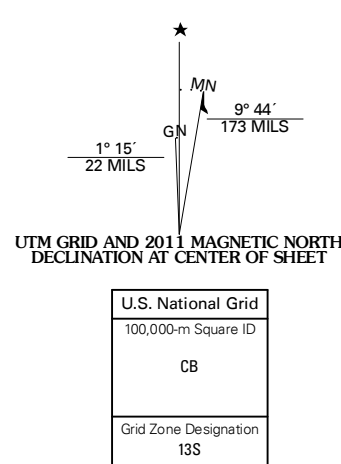 ★
MN
GN
9° 44´
173 MILS
1° 15´
22 MILS
UTM GRID AND 2011 MAGNETIC NORTH
DECLINATION AT CENTER OF SHEET
U.S. National Grid
100,000-m Square ID
CB
Grid Zone Designation
13S